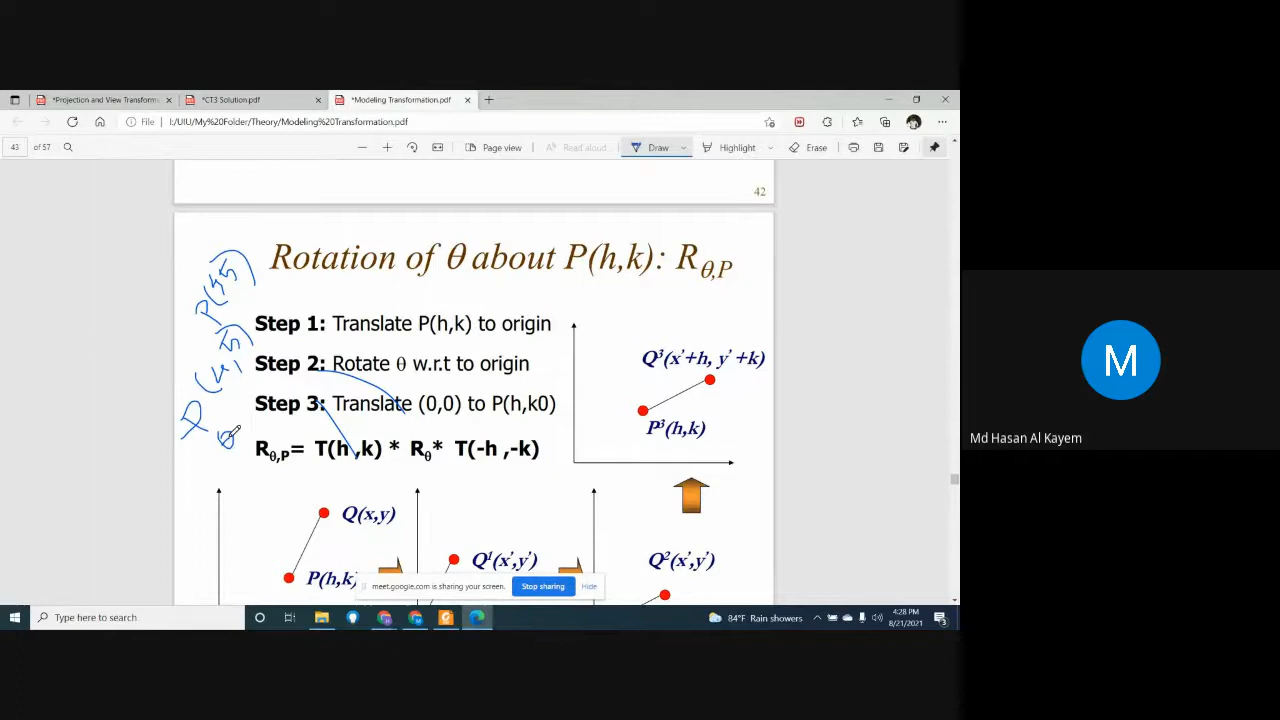 *Projection and View Transform
*CT3 Solution.pdf
*Modeling Transformation.pdf
File
I:/UIU/My%20Folder/Theory/Modeling%20Transformation.pdf
43 of 57
Page view
Read aloud
Draw
Highlight
Erase
42
Rotation of θ about P(h,k): Rθ,P
Step 1: Translate P(h,k) to origin
Step 2: Rotate θ w.r.t to origin
Step 3: Translate (0,0) to P(h,k0)
Rθ,P= T(h ,k) * Rθ* T(-h ,-k)
Q³(x'+h, y'+k)
P³(h,k)
Q(x,y)
P(h,k)
Q¹(x',y')
Q²(x',y')
meet.google.com is sharing your screen.
Stop sharing
Hide
Type here to search
84°F Rain showers
4:28 PM
8/21/2021
M
Md Hasan Al Kayem